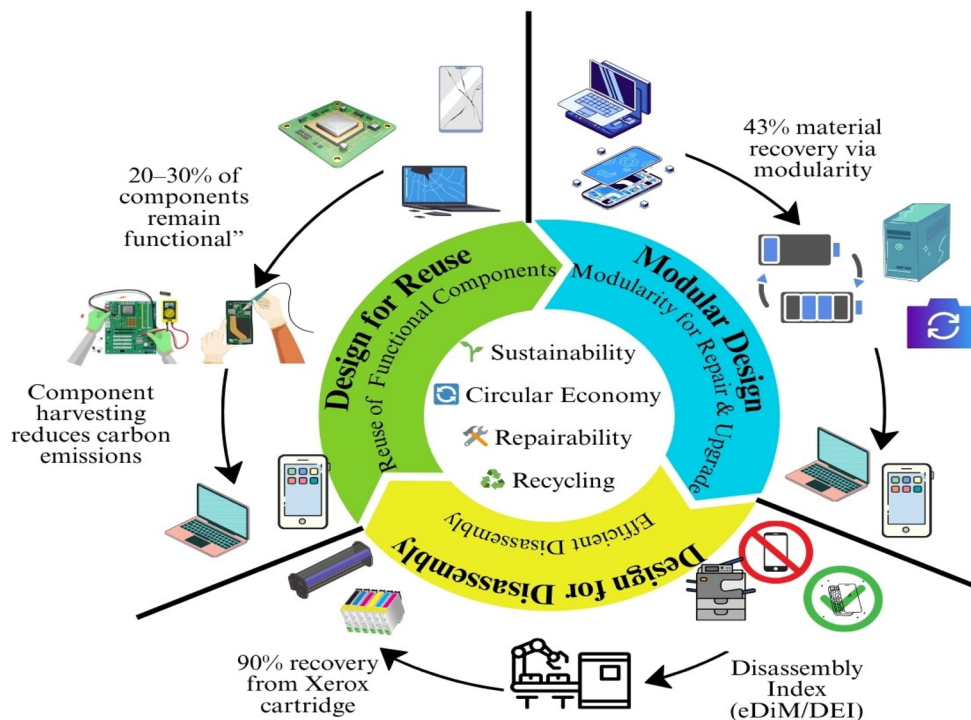 20–30% of
components
remain
functional”
43% material
recovery via
modularity
Design for Reuse
Reuse of Functional Components
Modular Design
Modularity for Repair & Upgrade
Sustainability
Circular Economy
Repairability
Recycling
Component
harvesting
reduces carbon
emissions
Efficient Disassembly
Design for Disassembly
90% recovery
from Xerox
cartridge
Disassembly
Index
(eDiM/DEI)